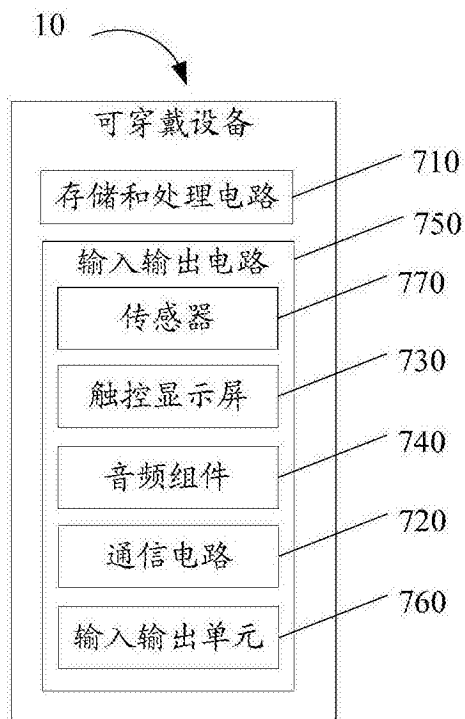 10
可穿戴设备
存储和处理电路
710
输入输出电路
750
传感器
770
触控显示屏
730
音频组件
740
通信电路
720
输入输出单元
760